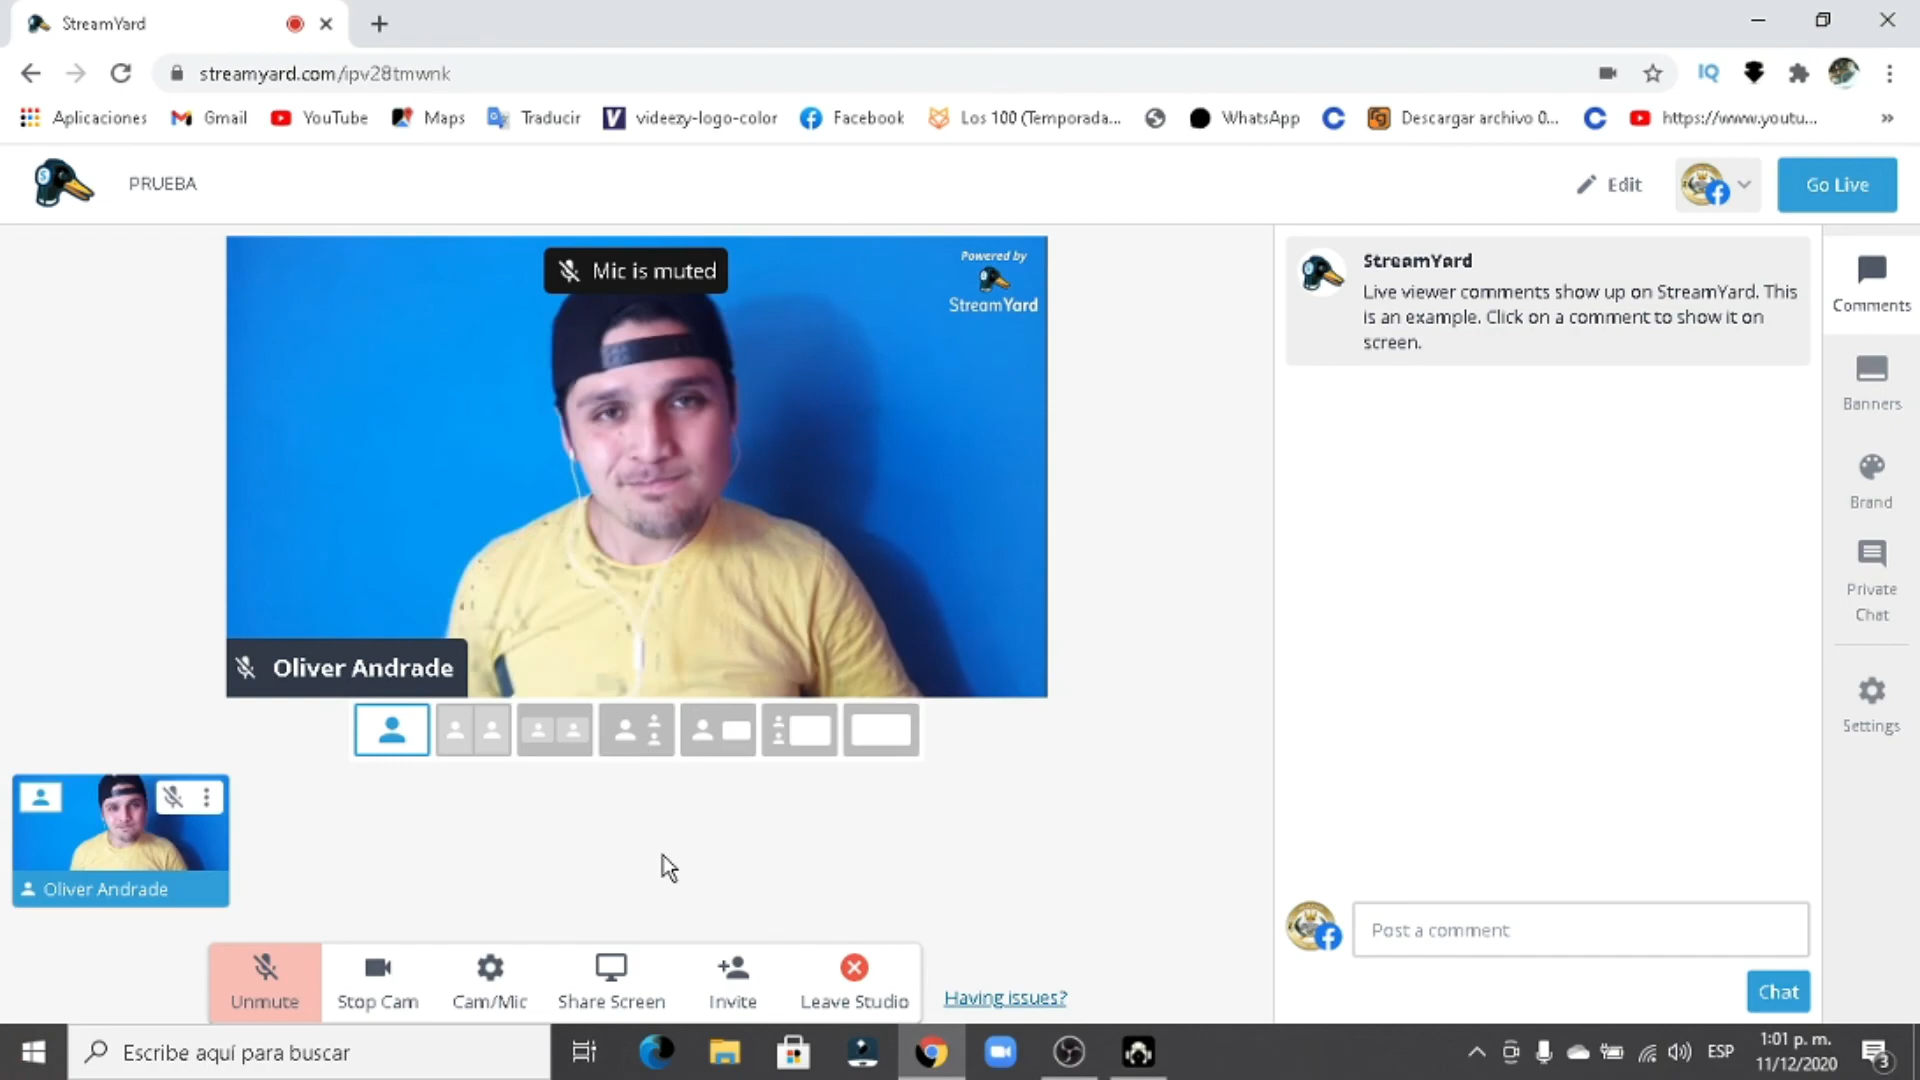 StreamYard
streamyard.com/ipv28tmwnk
IQ
Aplicaciones
Gmail
YouTube
Maps
Traducir
videezy-logo-color
Facebook
Los 100 (Temporada...
WhatsApp
Descargar archivo 0...
https://www.youtu...
»
PRUEBA
Edit
Go Live
Mic is muted
Powered by
StreamYard
Oliver Andrade
StreamYard
Live viewer comments show up on StreamYard. This
is an example. Click on a comment to show it on
screen.
Comments
Banners
Brand
Private
Chat
Settings
Oliver Andrade
Post a comment
Chat
Unmute
Stop Cam
Cam/Mic
Share Screen
Invite
Leave Studio
Having issues?
Escribe aquí para buscar
ESP
1:01 p. m.
11/12/2020
3